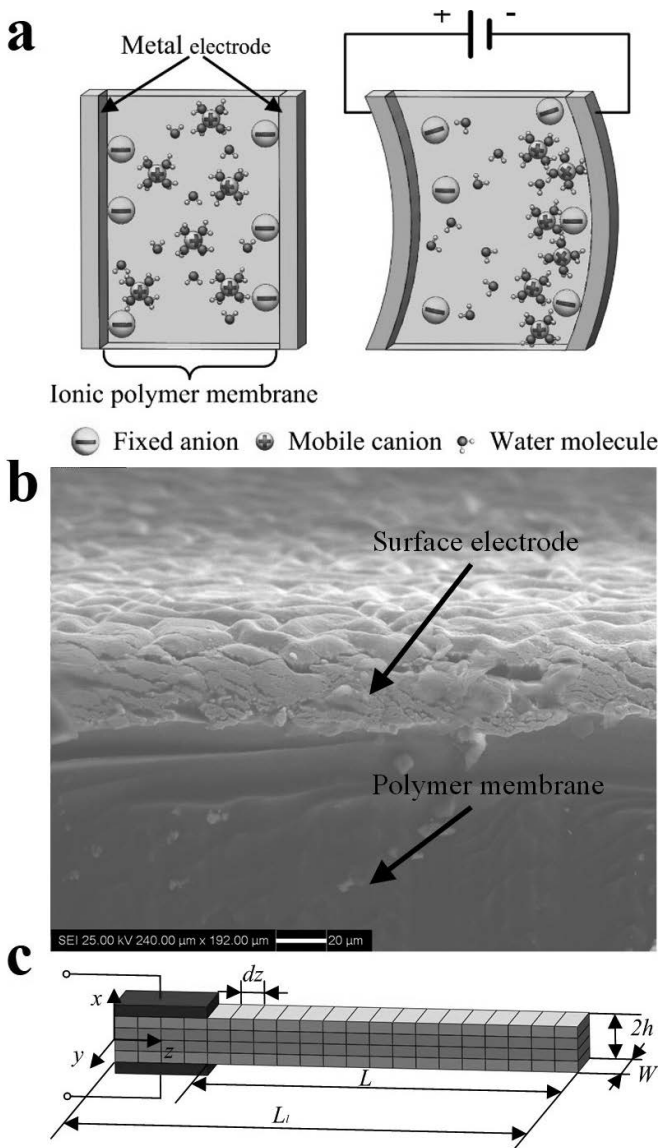 a
Metal electrode
+ -
Ionic polymer membrane
Fixed anion Mobile canion Water molecule
b
Surface electrode
Polymer membrane
SEI 25.00 kV 240.00 µm x 192.00 µm 20 µm
c
dz
x
2h
y
z
L
W
Lₗ